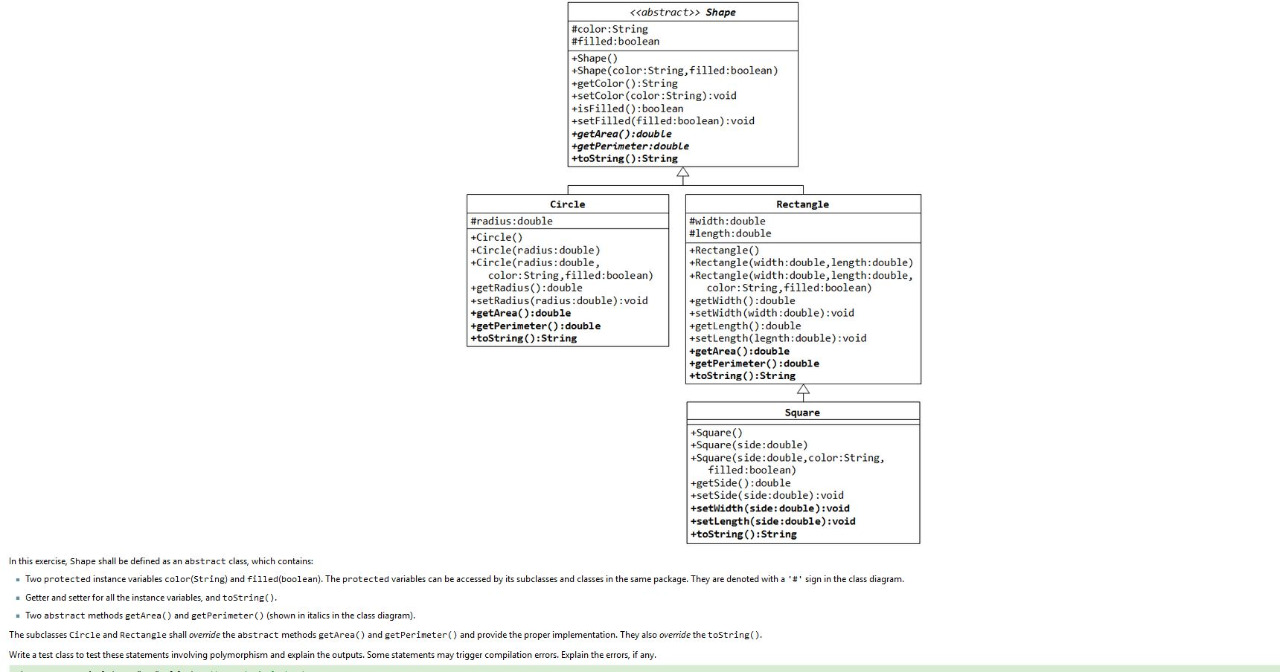 <<abstract>> Shape
#color:String
#filled:boolean
+Shape()
+Shape(color:String,filled:boolean)
+getColor():String
+setColor(color:String):void
+isFilled():boolean
+setFilled(filled:boolean):void
+getArea():double
+getPerimeter:double
+toString():String
Circle
#radius:double
+Circle()
+Circle(radius:double)
+Circle(radius:double,
color:String,filled:boolean)
+getRadius():double
+setRadius(radius:double):void
+getArea():double
+getPerimeter():double
+toString():String
Rectangle
#width:double
#length:double
+Rectangle()
+Rectangle(width:double,length:double)
+Rectangle(width:double,length:double,
color:String,filled:boolean)
+getWidth():double
+setWidth(width:double):void
+getLength():double
+setLength(legnth:double):void
+getArea():double
+getPerimeter():double
+toString():String
Square
+Square()
+Square(side:double)
+Square(side:double,color:String,
filled:boolean)
+getSide():double
+setSide(side:double):void
+setWidth(side:double):void
+setLength(side:double):void
+toString():String
In this exercise, Shape shall be defined as an abstract class, which contains:
• Two protected instance variables color(String) and filled(boolean). The protected variables can be accessed by its subclasses and classes in the same package. They are denoted with a '#' sign in the class diagram.
• Getter and setter for all the instance variables, and toString().
• Two abstract methods getArea() and getPerimeter() (shown in italics in the class diagram).
The subclasses Circle and Rectangle shall override the abstract methods getArea() and getPerimeter() and provide the proper implementation. They also override the toString().
Write a test class to test these statements involving polymorphism and explain the outputs. Some statements may trigger compilation errors. Explain the errors, if any.